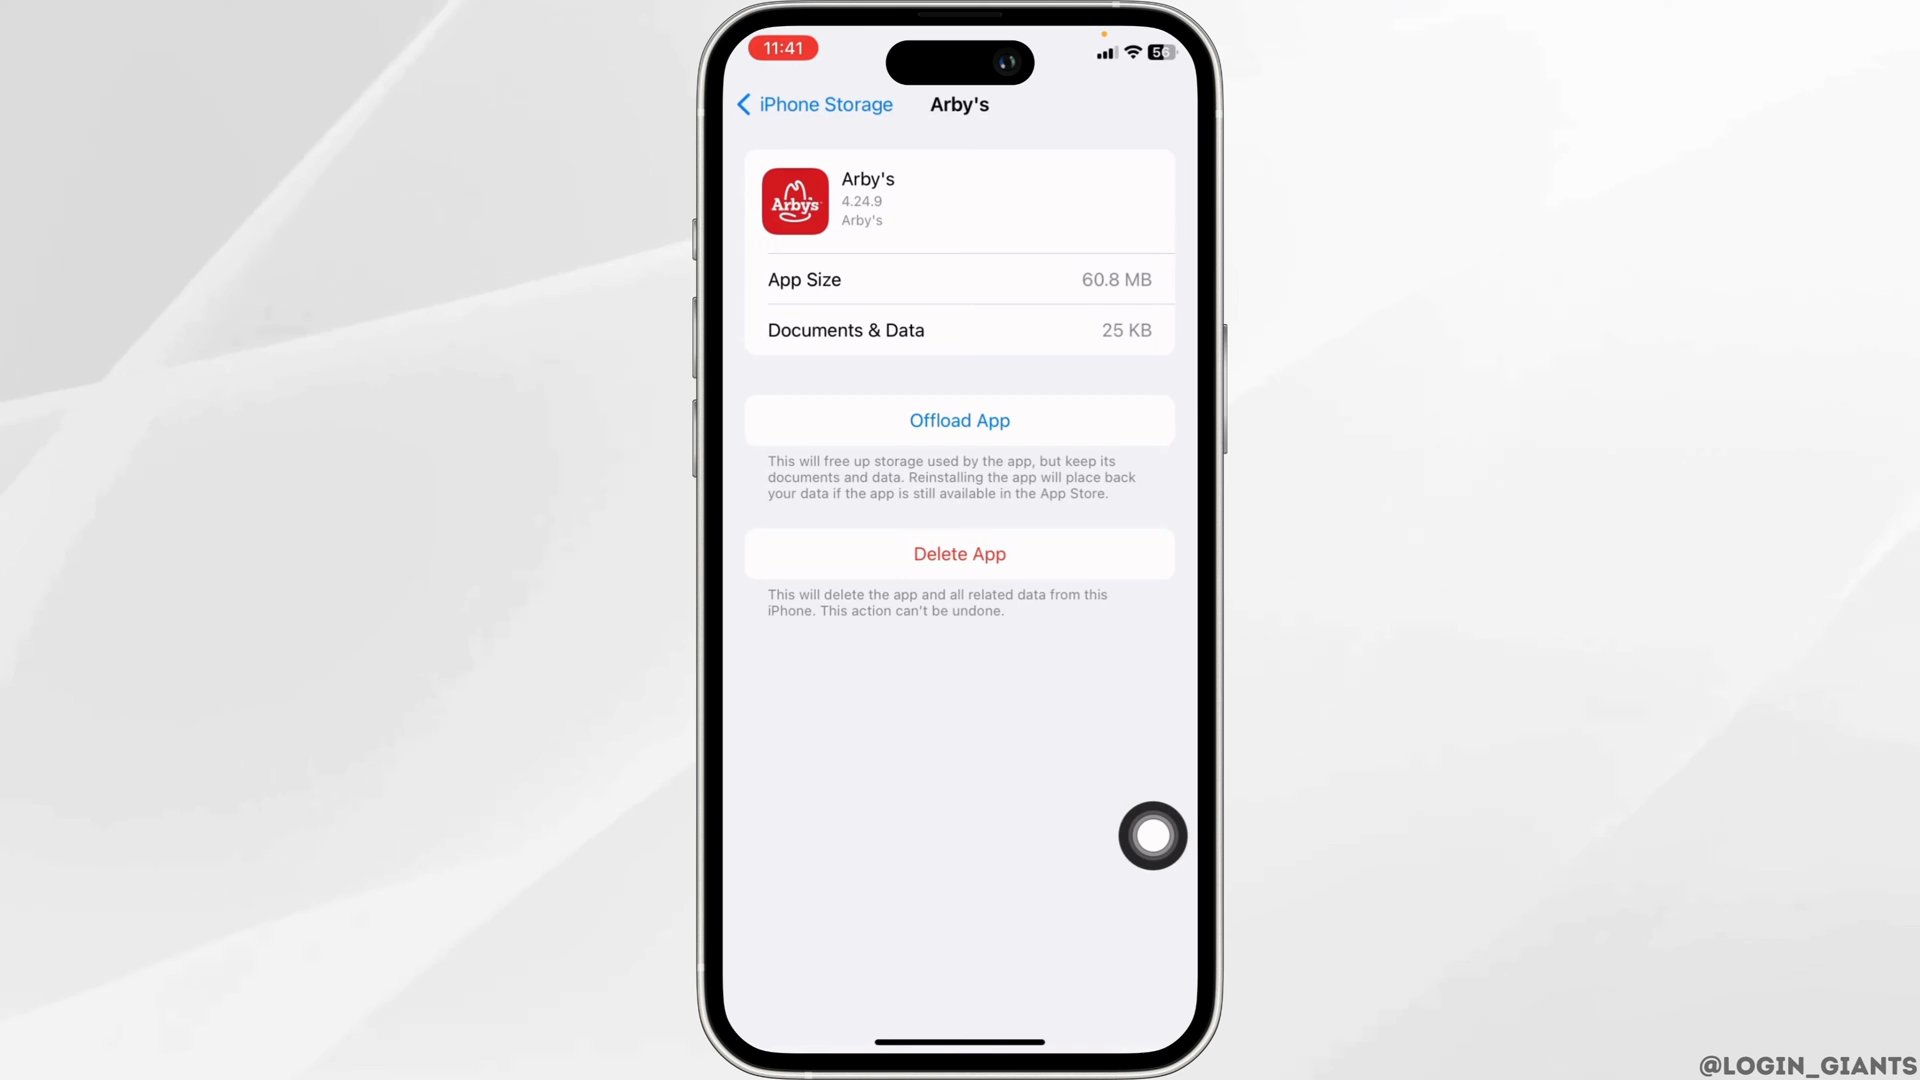 11:41
56
iPhone Storage
Arby's
Arby's
Arby's
4.24.9
Arby's
App Size
60.8 MB
Documents & Data
25 KB
Offload App
This will free up storage used by the app, but keep its
documents and data. Reinstalling the app will place back
your data if the app is still available in the App Store.
Delete App
This will delete the app and all related data from this
iPhone. This action can't be undone.
@LOGIN_GIANTS